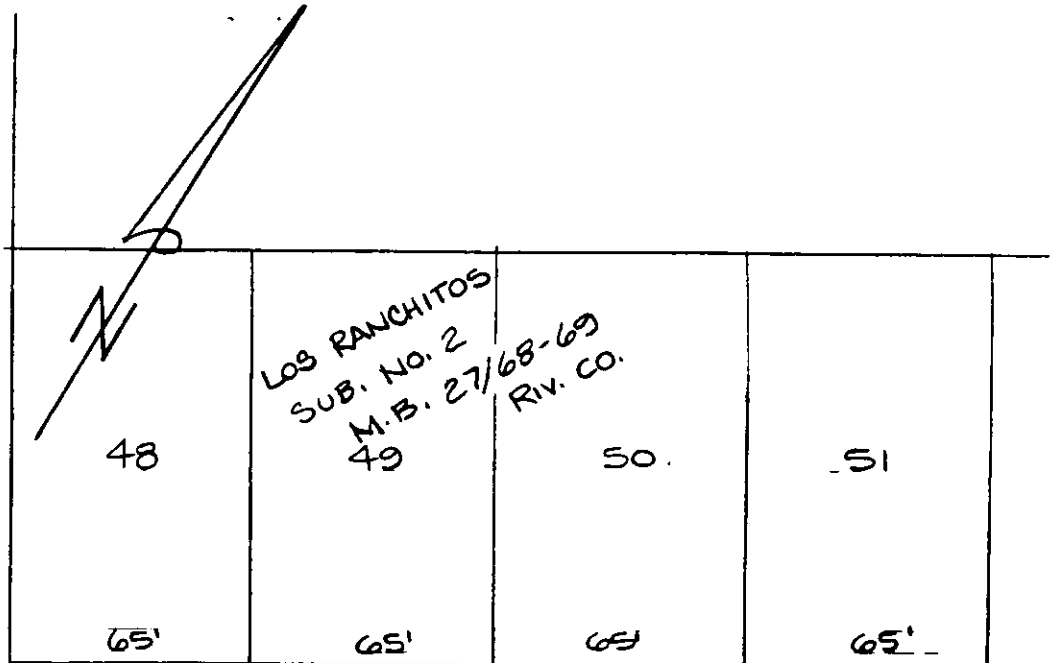 N
LOS RANCHITOS
SUB. NO. 2
M.B. 27/68-69
RIV. CO.
48
49
50
51
65'
65'
65'
65'